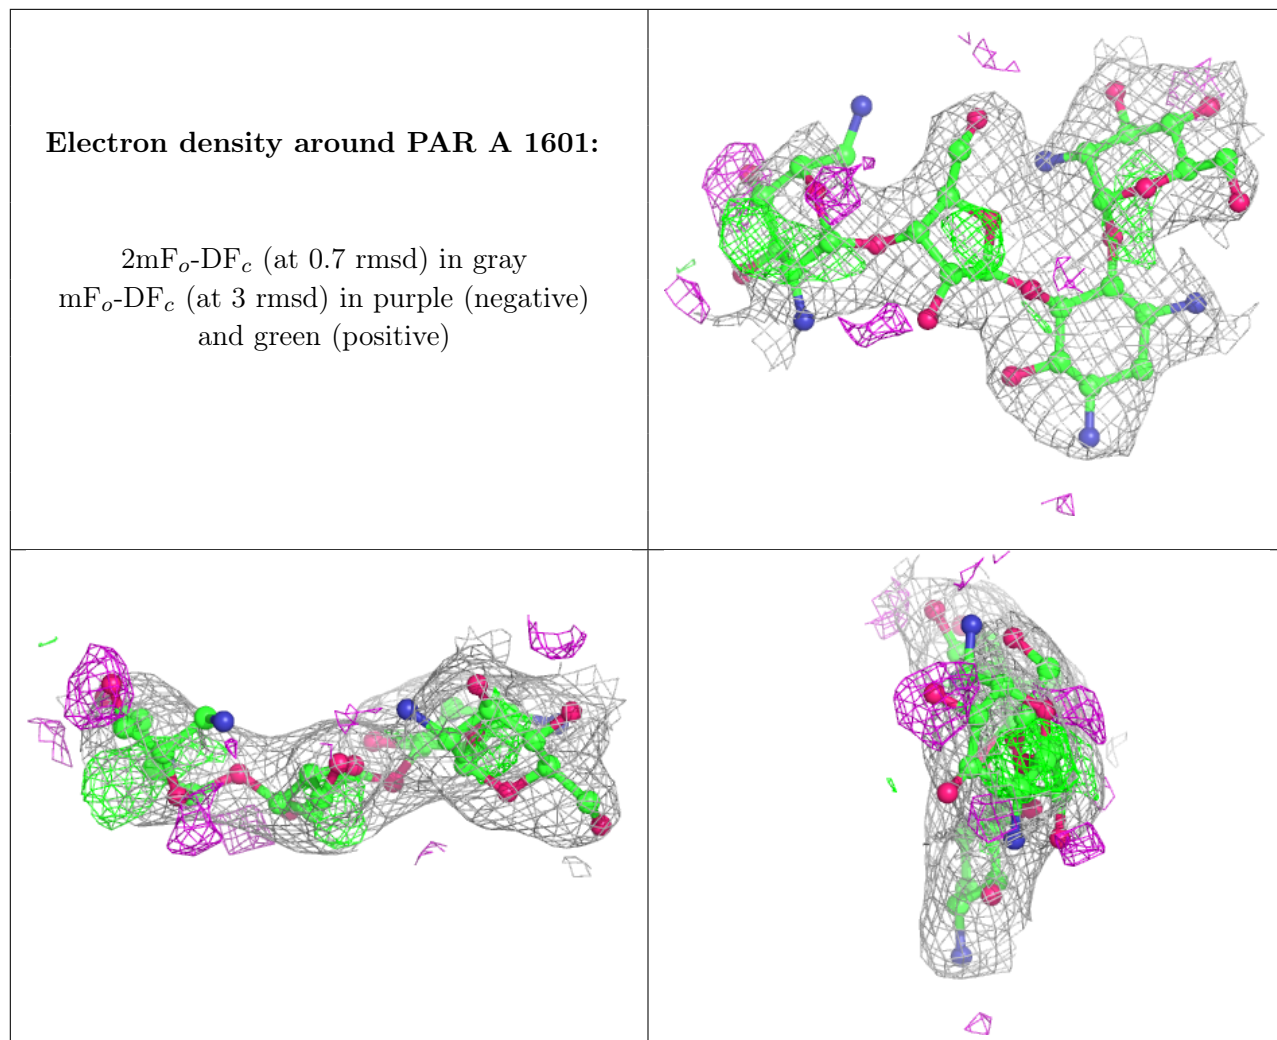 Electron density around PAR A 1601:
2mFo-DFc (at 0.7 rmsd) in gray
mFo-DFc (at 3 rmsd) in purple (negative)
and green (positive)